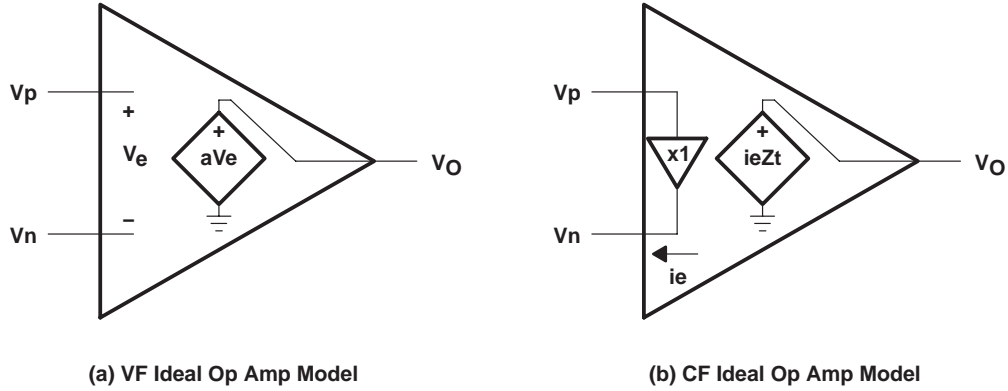 Vp
+
Ve
−
Vn
+
aVe
VO
(a) VF Ideal Op Amp Model
Vp
x1
Vn
ie
+
ieZt
VO
(b) CF Ideal Op Amp Model